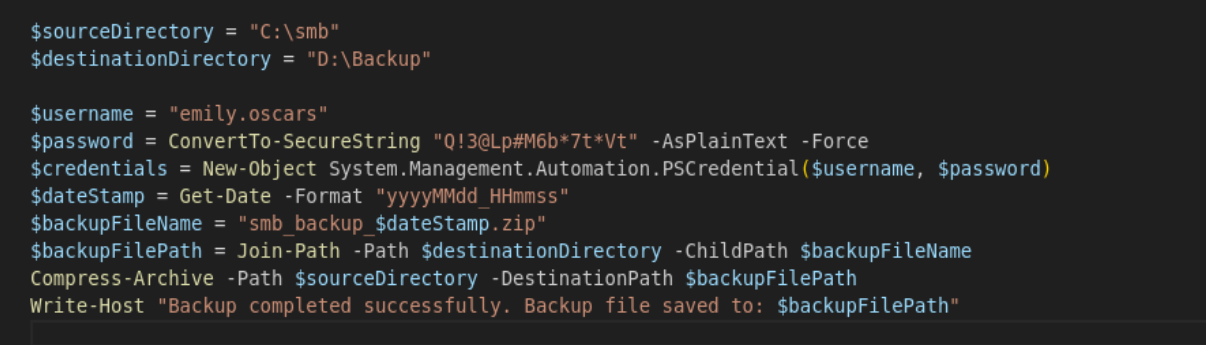 $sourceDirectory = "C:\smb"
$destinationDirectory = "D:\Backup"
$username = "emily.oscars"
$password = ConvertTo-SecureString "Q!3@Lp#M6b*7t*Vt" -AsPlainText -Force
$credentials = New-Object System.Management.Automation.PSCredential($username, $password)
$dateStamp = Get-Date -Format "yyyyMMdd_HHmmss"
$backupFileName = "smb_backup_$dateStamp.zip"
$backupFilePath = Join-Path -Path $destinationDirectory -ChildPath $backupFileName
Compress-Archive -Path $sourceDirectory -DestinationPath $backupFilePath
Write-Host "Backup completed successfully. Backup file saved to: $backupFilePath"